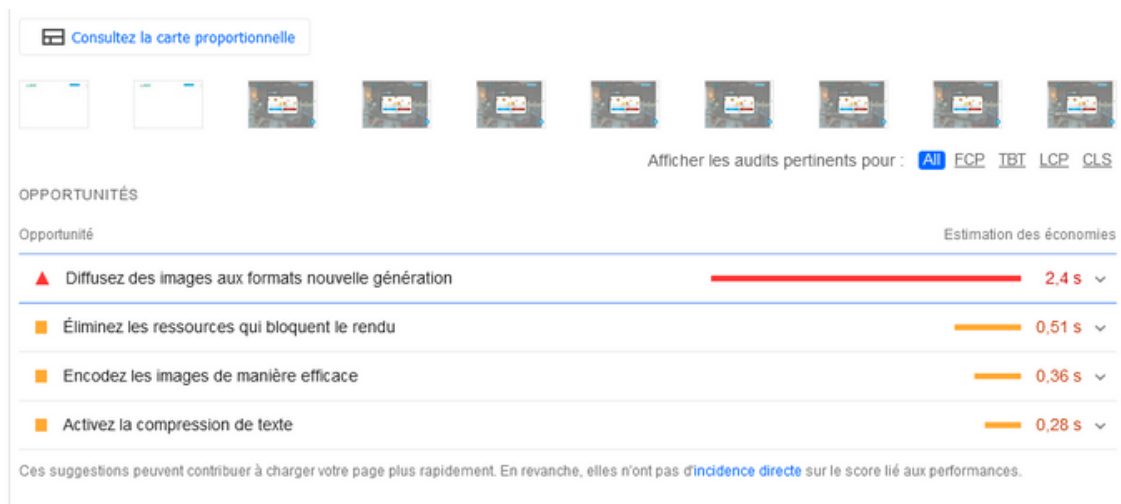 Consultez la carte proportionnelle
Afficher les audits pertinents pour : All FCP TBT LCP CLS
OPPORTUNITÉS
Opportunité Estimation des économies
Diffusez des images aux formats nouvelle génération 2,4 s
Éliminez les ressources qui bloquent le rendu 0,51 s
Encodez les images de manière efficace 0,36 s
Activez la compression de texte 0,28 s
Ces suggestions peuvent contribuer à charger votre page plus rapidement. En revanche, elles n'ont pas d'incidence directe sur le score lié aux performances.